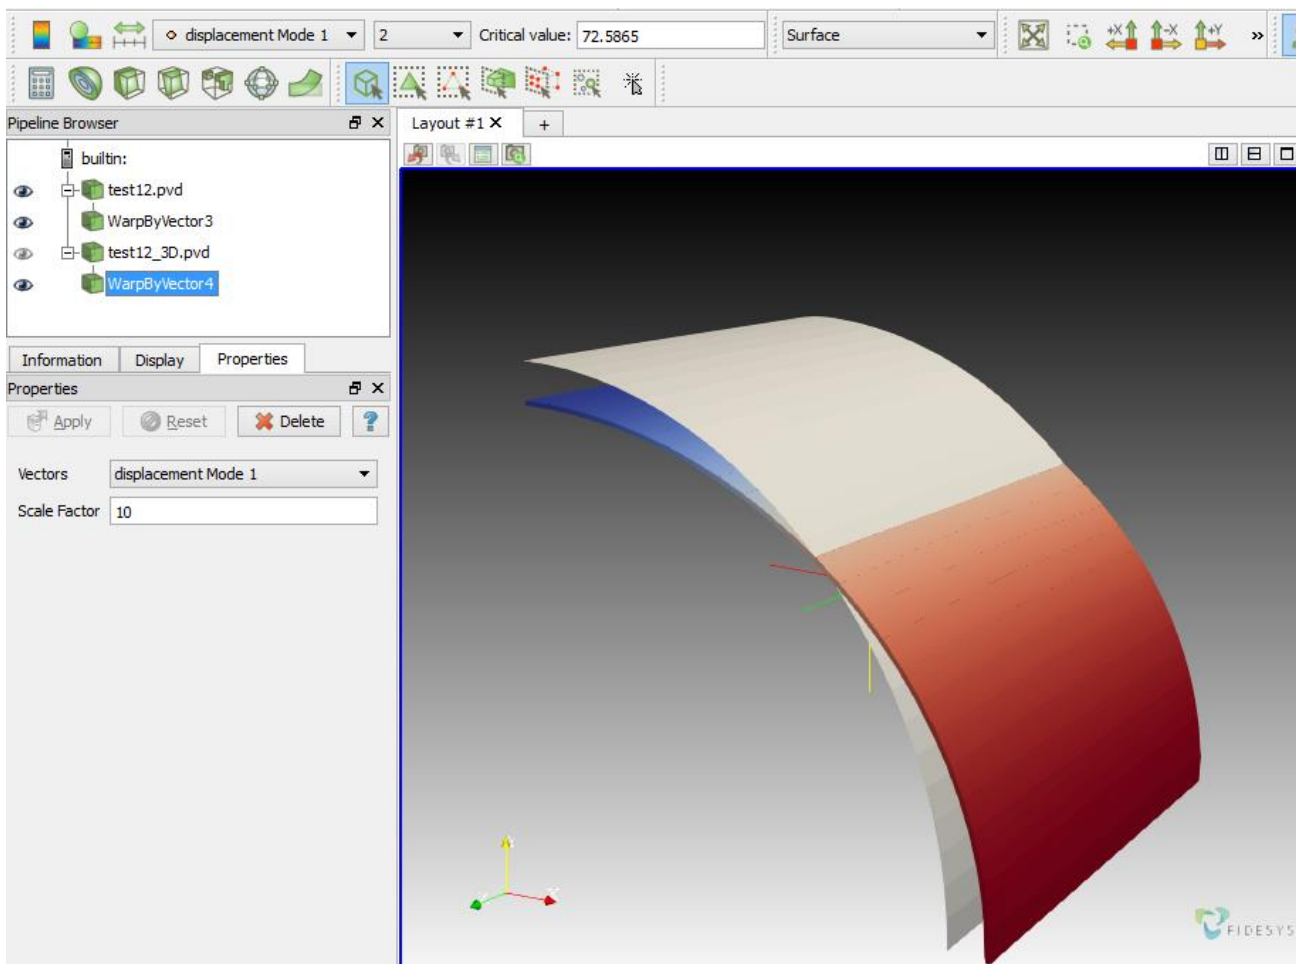 displacement Mode 1 2 Critical value: 72.5865 Surface +X -X +Y »
Pipeline Browser
Layout #1 X +
builtin:
test12.pvd
WarpByVector3
test12_3D.pvd
WarpByVector4
Information Display Properties
Properties
Apply Reset Delete ?
Vectors displacement Mode 1
Scale Factor 10
FIDESYS